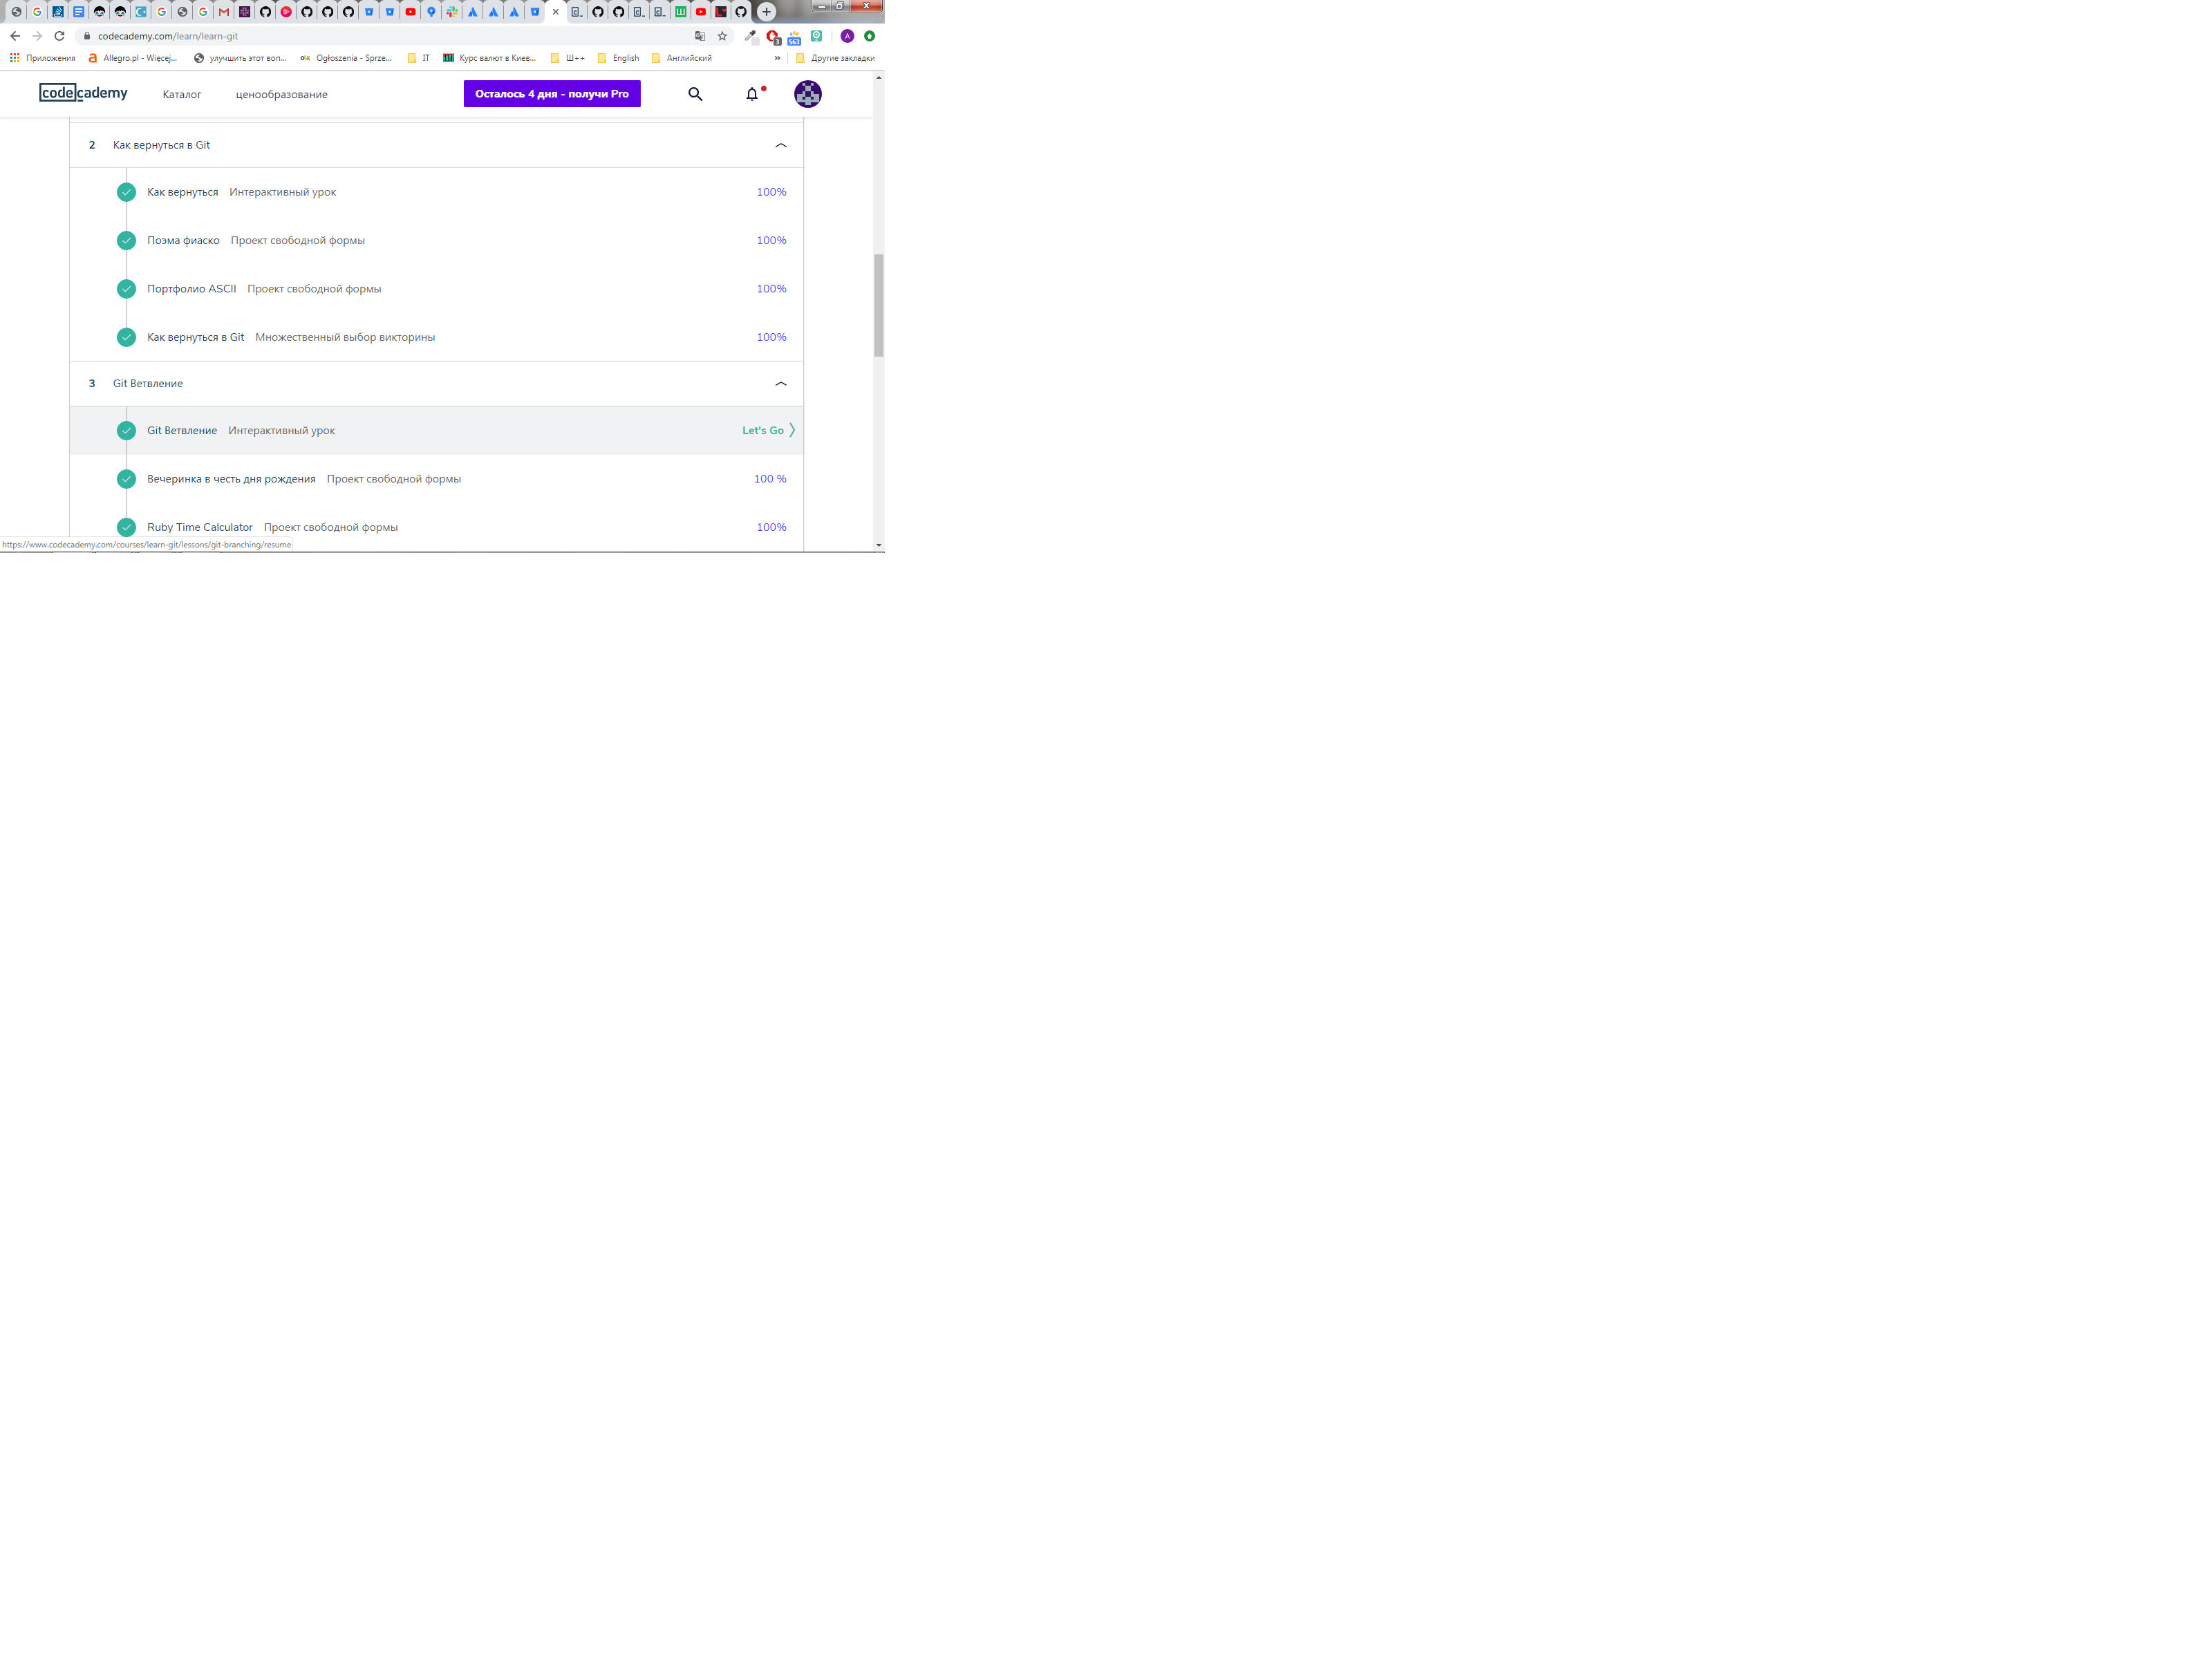 codecademy.com/learn/learn-git
3
563
A
Приложения
Allegro.pl - Więcej...
улучшить этот воп...
Ogłoszenia - Sprze...
IT
Курс валют в Киев...
Ш++
English
Английский
»
Другие закладки
codecademy
Каталог
ценообразование
Осталось 4 дня - получи Pro
2 Как вернуться в Git
Как вернуться Интерактивный урок 100%
Поэма фиаско Проект свободной формы 100%
Портфолио ASCII Проект свободной формы 100%
Как вернуться в Git Множественный выбор викторины 100%
3 Git Ветвление
Git Ветвление Интерактивный урок Let's Go
Вечеринка в честь дня рождения Проект свободной формы 100 %
Ruby Time Calculator Проект свободной формы 100%
https://www.codecademy.com/courses/learn-git/lessons/git-branching/resume